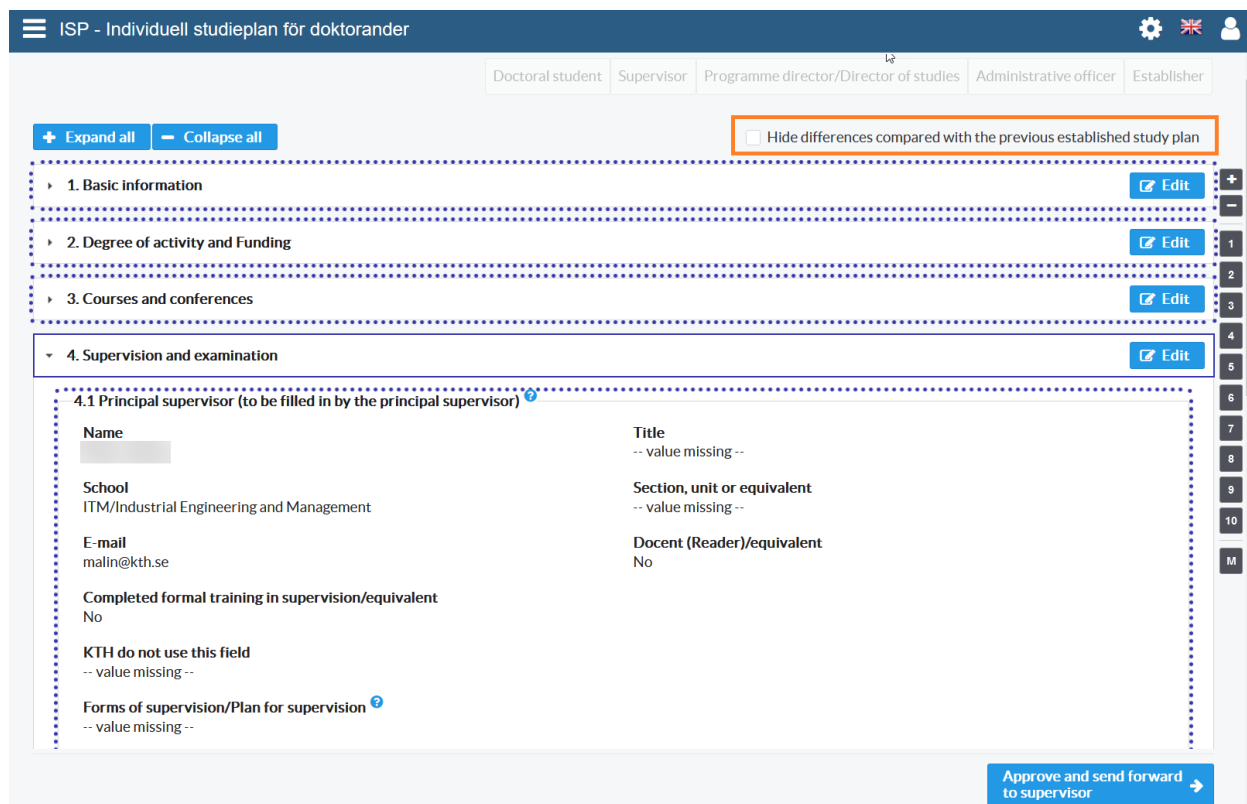 ISP - Individuell studieplan för doktorander
Doctoral student Supervisor Programme director/Director of studies Administrative officer Establisher
Expand all Collapse all
Hide differences compared with the previous established study plan
1. Basic information Edit
2. Degree of activity and Funding Edit
3. Courses and conferences Edit
4. Supervision and examination Edit
4.1 Principal supervisor (to be filled in by the principal supervisor) ?
Name
Title
-- value missing --
School
ITM/Industrial Engineering and Management
Section, unit or equivalent
-- value missing --
E-mail
malin@kth.se
Docent (Reader)/equivalent
No
Completed formal training in supervision/equivalent
No
KTH do not use this field
-- value missing --
Forms of supervision/Plan for supervision ?
-- value missing --
+
-
1
2
3
4
5
6
7
8
9
10
M
Approve and send forward
to supervisor